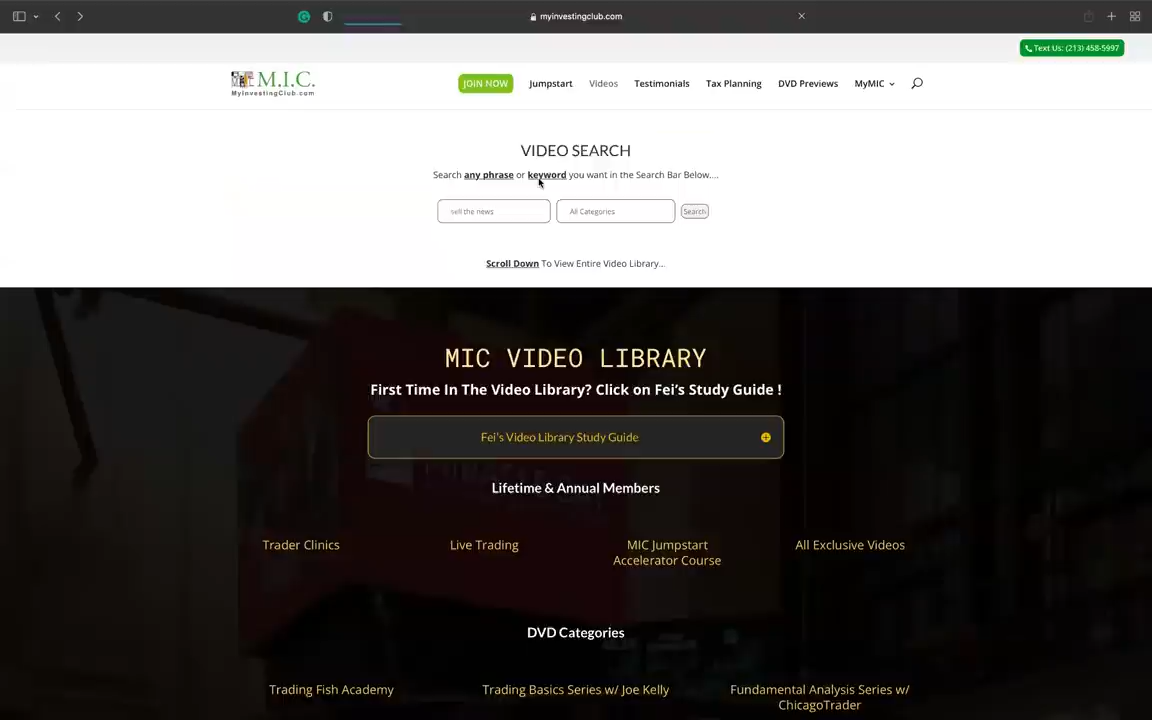 myinvestingclub.com
Text Us: (213) 458-5997
M.I.C.
MyInvestingClub.com
JOIN NOW Jumpstart Videos Testimonials Tax Planning DVD Previews MyMIC
VIDEO SEARCH
Search any phrase or keyword you want in the Search Bar Below....
sell the news All Categories Search
Scroll Down To View Entire Video Library...
MIC VIDEO LIBRARY
First Time In The Video Library? Click on Fei's Study Guide !
Fei's Video Library Study Guide
Lifetime & Annual Members
Trader Clinics Live Trading MIC Jumpstart All Exclusive Videos
Accelerator Course
DVD Categories
Trading Fish Academy Trading Basics Series w/ Joe Kelly Fundamental Analysis Series w/
ChicagoTrader